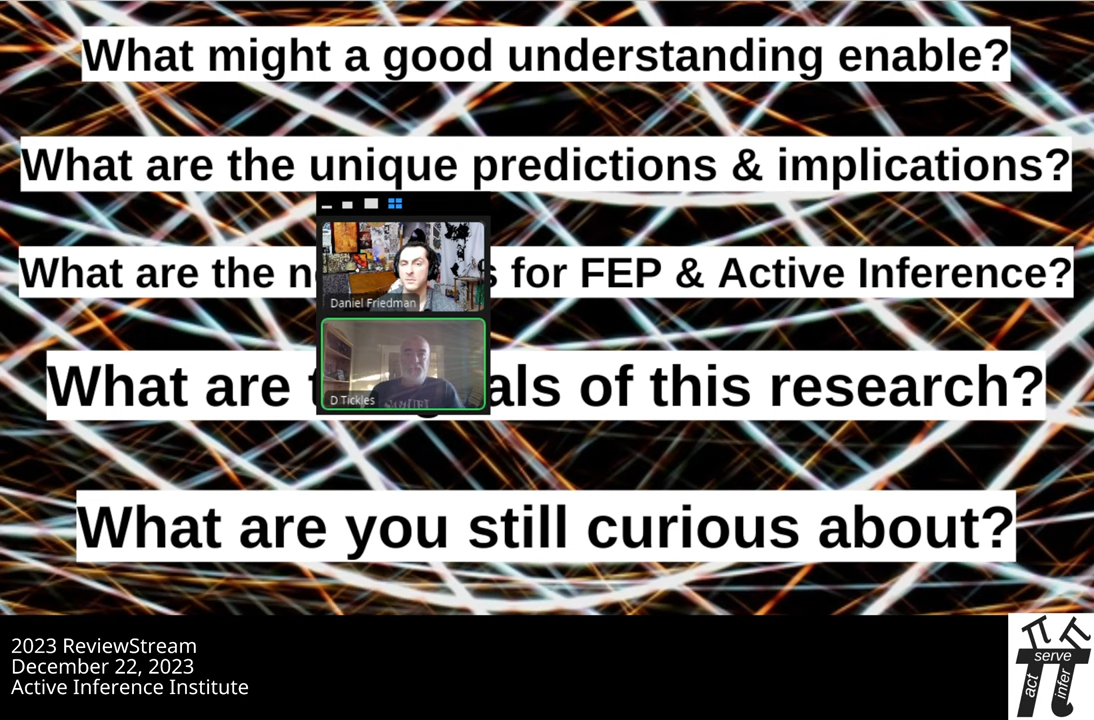 What might a good understanding enable?
What are the unique predictions & implications?
What are the n s for FEP & Active Inference?
Daniel Friedman
What are als of this research?
D Tickles
What are you still curious about?
2023 ReviewStream
December 22, 2023
Active Inference Institute
serve
act
infer